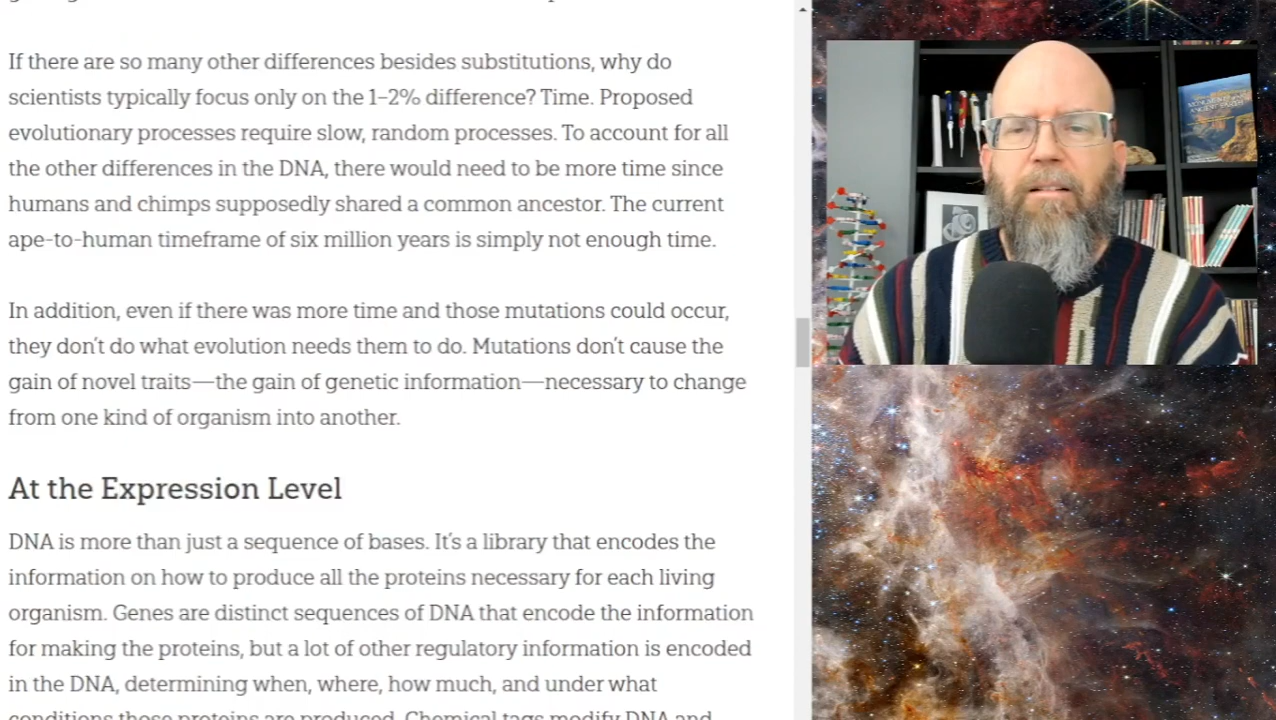 If there are so many other differences besides substitutions, why do
scientists typically focus only on the 1–2% difference? Time. Proposed
evolutionary processes require slow, random processes. To account for all
the other differences in the DNA, there would need to be more time since
humans and chimps supposedly shared a common ancestor. The current
ape-to-human timeframe of six million years is simply not enough time.
In addition, even if there was more time and those mutations could occur,
they don't do what evolution needs them to do. Mutations don't cause the
gain of novel traits—the gain of genetic information—necessary to change
from one kind of organism into another.
At the Expression Level
DNA is more than just a sequence of bases. It's a library that encodes the
information on how to produce all the proteins necessary for each living
organism. Genes are distinct sequences of DNA that encode the information
for making the proteins, but a lot of other regulatory information is encoded
in the DNA, determining when, where, how much, and under what
conditions those proteins are produced. Chemical tags modify DNA and